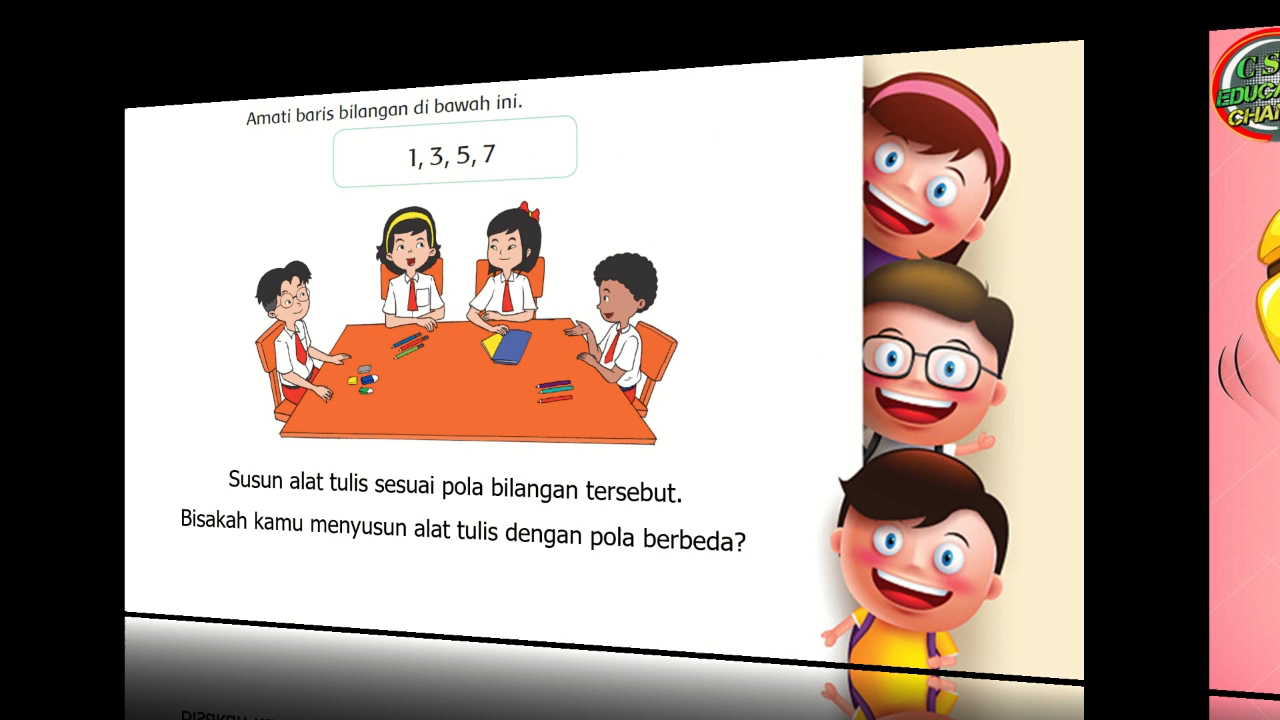 Amati baris bilangan di bawah ini.
1, 3, 5, 7
Susun alat tulis sesuai pola bilangan tersebut.
Bisakah kamu menyusun alat tulis dengan pola berbeda?